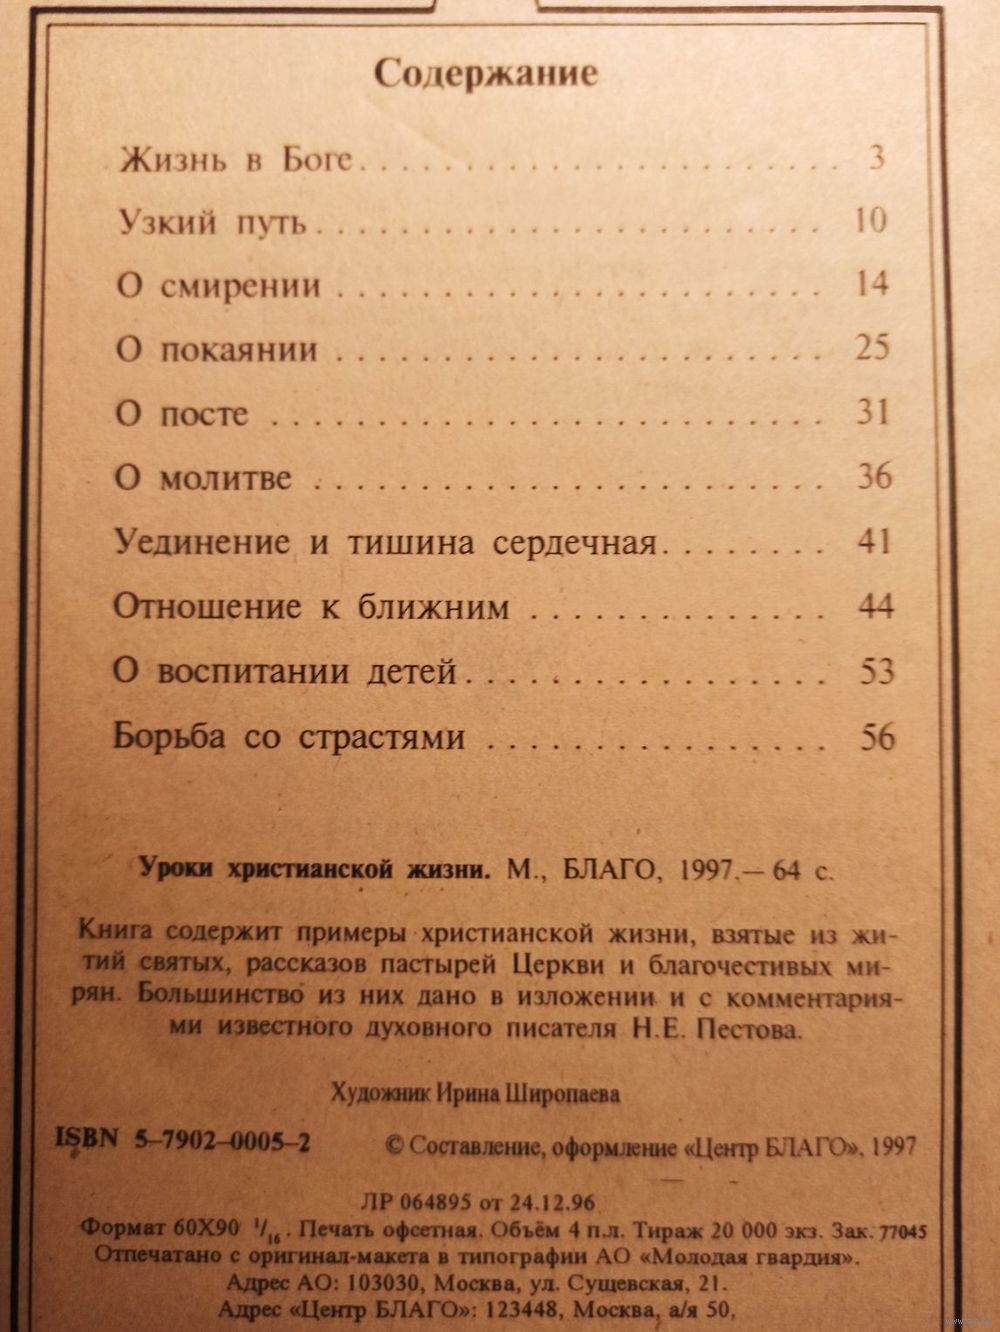 Содержание
Жизнь в Боге . . . . . . . . . . . . . . . . . . . . . . . 3
Узкий путь . . . . . . . . . . . . . . . . . . . . . . . . 10
О смирении . . . . . . . . . . . . . . . . . . . . . . . 14
О покаянии . . . . . . . . . . . . . . . . . . . . . . . 25
О посте . . . . . . . . . . . . . . . . . . . . . . . . . . 31
О молитве . . . . . . . . . . . . . . . . . . . . . . . . 36
Уединение и тишина сердечная . . . . . . . . 41
Отношение к ближним . . . . . . . . . . . . . . 44
О воспитании детей . . . . . . . . . . . . . . . . . 53
Борьба со страстями . . . . . . . . . . . . . . . . 56
Уроки христианской жизни. М., БЛАГО, 1997.— 64 с.
Книга содержит примеры христианской жизни, взятые из жи-
тий святых, рассказов пастырей Церкви и благочестивых ми-
рян. Большинство из них дано в изложении и с комментария-
ми известного духовного писателя Н.Е. Пестова.
Художник Ирина Широпаева
ISBN 5–7902–0005–2 © Составление, оформление «Центр БЛАГО», 1997
ЛР 064895 от 24.12.96
Формат 60X90 1/16. Печать офсетная. Объём 4 п.л. Тираж 20 000 экз. Зак. 77045
Отпечатано с оригинал-макета в типографии АО «Молодая гвардия».
Адрес АО: 103030, Москва, ул. Сущевская, 21.
Адрес «Центр БЛАГО»: 123448, Москва, а/я 50,